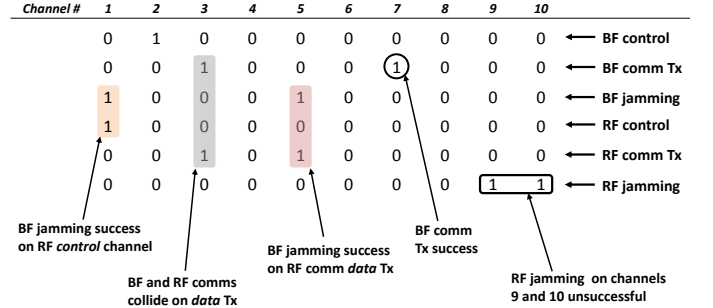 Channel # 1 2 3 4 5 6 7 8 9 10
0 1 0 0 0 0 0 0 0 0 BF control
0 0 1 0 0 0 1 0 0 0 BF comm Tx
1 0 0 0 1 0 0 0 0 0 BF jamming
1 0 0 0 0 0 0 0 0 0 RF control
0 0 1 0 1 0 0 0 0 0 RF comm Tx
0 0 0 0 0 0 0 0 1 1 RF jamming
BF jamming success
on RF control channel
BF and RF comms
collide on data Tx
BF jamming success
on RF comm data Tx
BF comm
Tx success
RF jamming on channels
9 and 10 unsuccessful